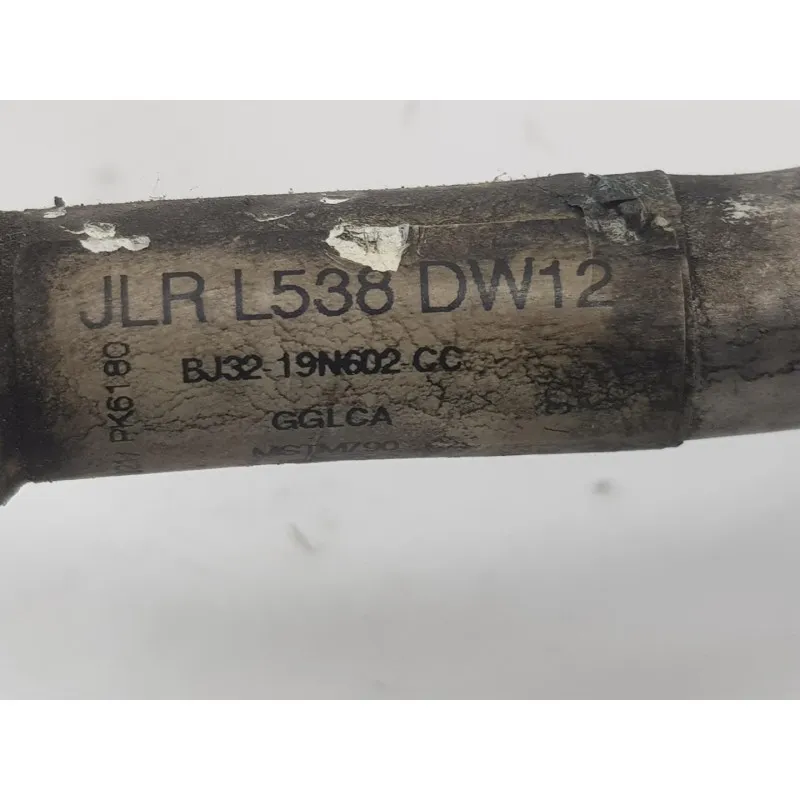 JLR L538 DW12
BJ32-19N602-CC
GGLCA
PK6180